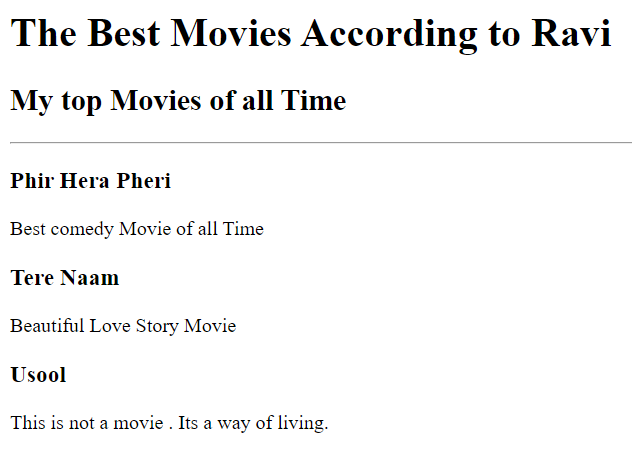 The Best Movies According to Ravi
My top Movies of all Time
Phir Hera Pheri
Best comedy Movie of all Time
Tere Naam
Beautiful Love Story Movie
Usool
This is not a movie . Its a way of living.